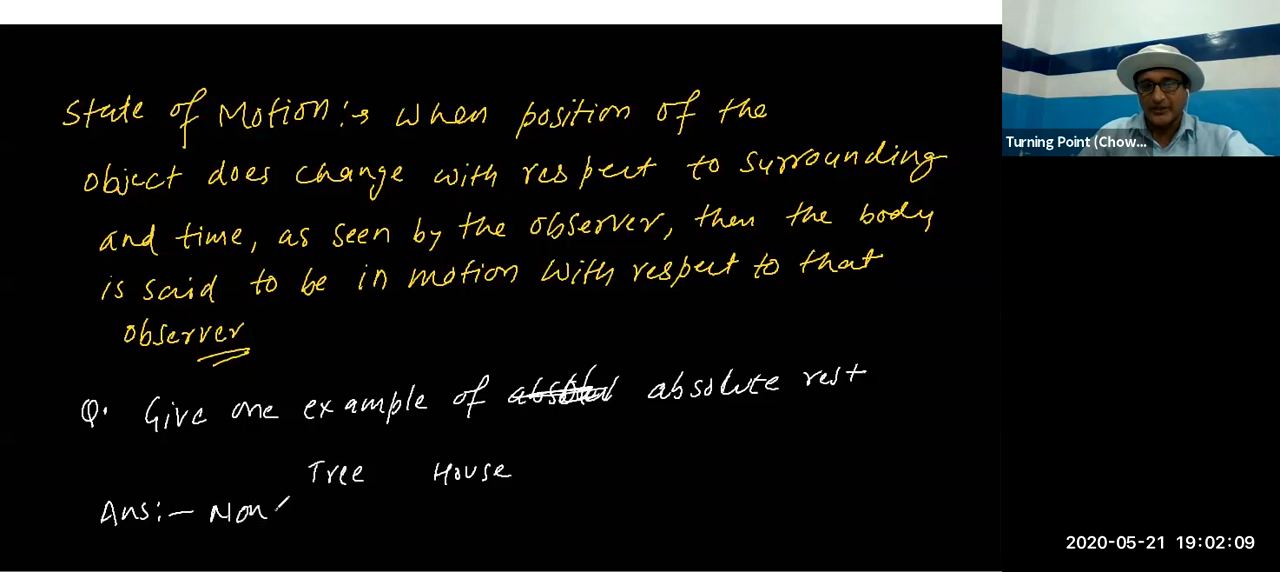 State of Motion :→ When position of the
object does change with respect to surrounding
and time, as seen by the observer, then the body
is said to be in motion with respect to that
observer
Q. Give one example of absolute rest
Tree House
Ans:- Non
Turning Point (Chow...
2020-05-21 19:02:09